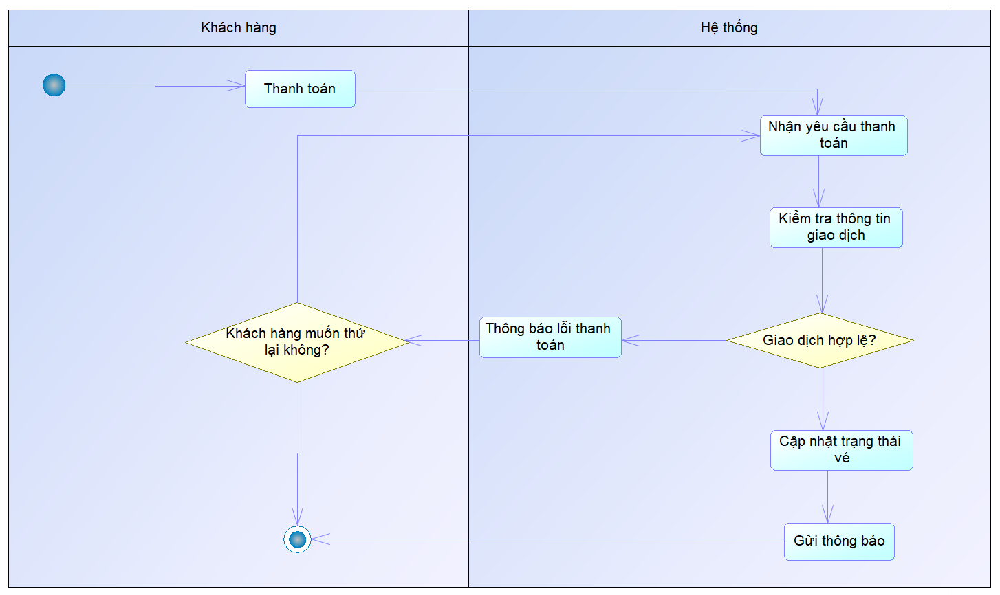 Khách hàng
Hệ thống
Thanh toán
Nhận yêu cầu thanh
toán
Kiểm tra thông tin
giao dịch
Khách hàng muốn thử
lại không?
Thông báo lỗi thanh
toán
Giao dịch hợp lệ?
Cập nhật trạng thái
vé
Gửi thông báo